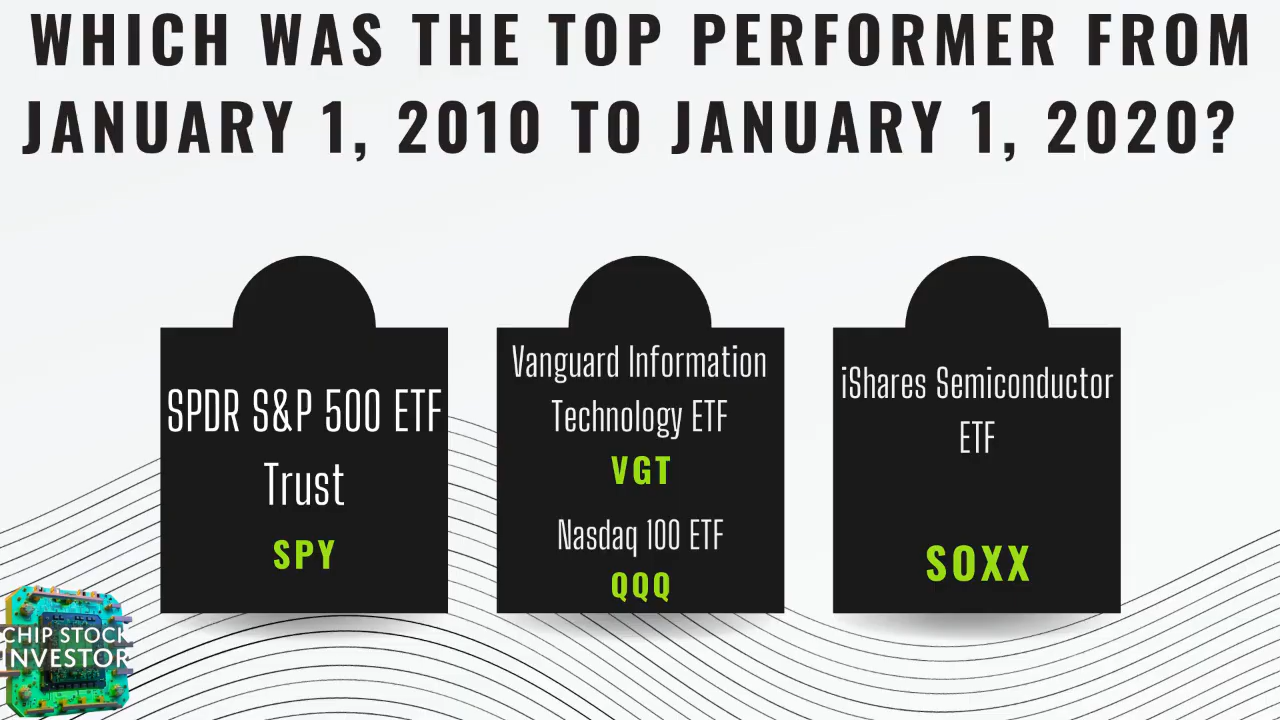 WHICH WAS THE TOP PERFORMER FROM
JANUARY 1, 2010 TO JANUARY 1, 2020?
SPDR S&P 500 ETF
Trust
SPY
Vanguard Information
Technology ETF
VGT
Nasdaq 100 ETF
QQQ
iShares Semiconductor
ETF
SOXX
CHIP STOCK
INVESTOR